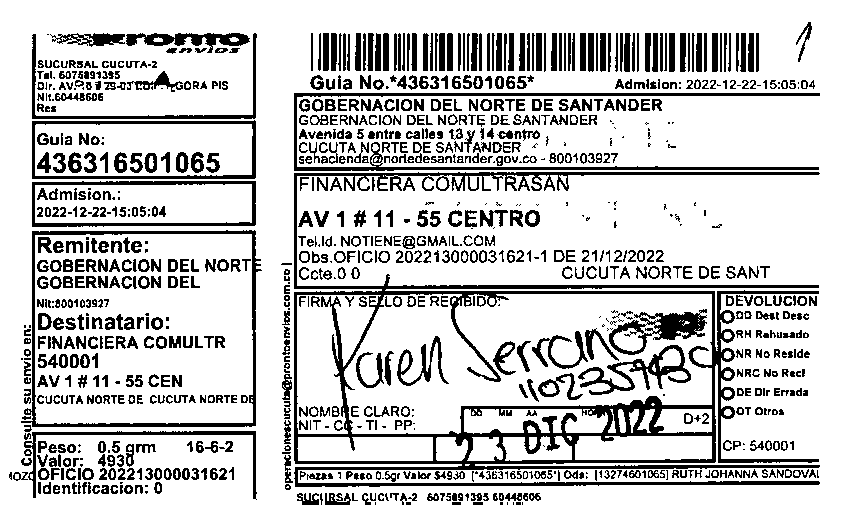 Pronto
envios
SUCURSAL CUCUTA-2
Tel. 6075891395
Nit.60448606
Res
Guia No:
436316501065
Admision.:
2022-12-22-15:05:04
Remitente:
GOBERNACION DEL NORTE
GOBERNACION DEL
Nit:800103927
Destinatario:
FINANCIERA COMULTR
540001
AV 1 # 11 - 55 CEN
CUCUTA NORTE DE CUCUTA NORTE DE
Peso: 0.5 grm 16-6-2
Valor: 4930
OFICIO 202213000031621
Identificacion: 0
Consulte su envio en:
operacionescucuta@prontoenvios.com.co
1
Guia No.*436316501065* Admision: 2022-12-22-15:05:04
GOBERNACION DEL NORTE DE SANTANDER
GOBERNACION DEL NORTE DE SANTANDER
Avenida 5 entre calles 13 y 14 centro
CUCUTA NORTE DE SANTANDER
sehacienda@nortedesantander.gov.co - 800103927
FINANCIERA COMULTRASAN
AV 1 # 11 - 55 CENTRO
Tel.Id. NOTIENE@GMAIL.COM
Obs.OFICIO 202213000031621-1 DE 21/12/2022
Ccte.0 0 CUCUTA NORTE DE SANT
FIRMA Y SELLO DE RECIBIDO:
Karen Serrano
NOMBRE CLARO:
NIT - CC - TI - PP:
DD MM AA
D+2
23 DIC 2022
DEVOLUCION
DD Dest Desc
RH Rehusado
NR No Reside
NRC No Recl
DE Dir Errada
OT Otros
CP: 540001
Piezas 1 Peso 0.5gr Valor $4930 [*436316501065*] Ods: [13274601065] RUTH JOHANNA SANDOVAL
SUCURSAL CUCUTA-2 6075891395 60448606